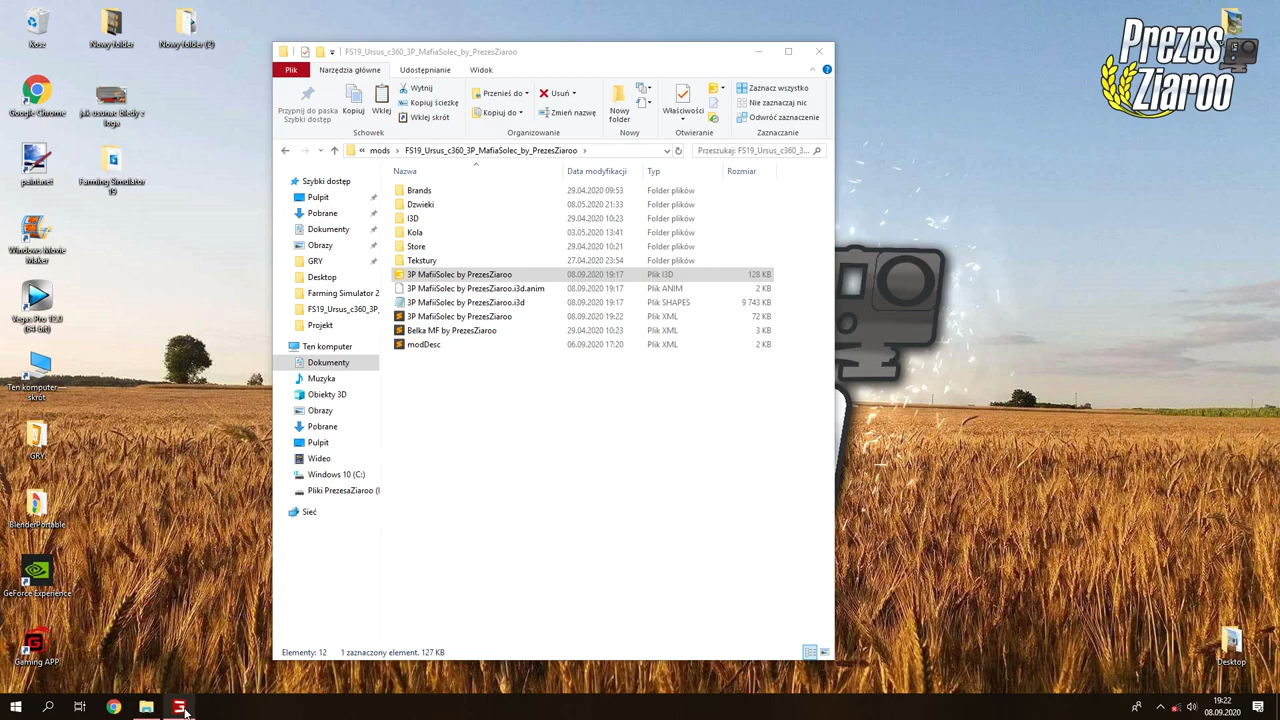 Kosz
Nowy folder
Nowy folder (2)
Google Chrome
jak usunac bledy z loga
paint.net
Farming Simulator 19
Windows Movie Maker
Vegas Pro 12.0 (64-bit)
Ten komputer — skrót
GRY
BlenderPortable
GeForce Experience
Gaming APP
Prezes
Ziaroo
Desktop
FS19_Ursus_c360_3P_MafiaSolec_by_PrezesZiaroo
Plik Narzędzia główne Udostępnianie Widok
Przypnij do paska Szybki dostęp
Kopiuj
Wklej
Wytnij
Kopiuj ścieżkę
Wklej skrót
Schowek
Przenieś do
Kopiuj do
Usuń
Zmień nazwę
Organizowanie
Nowy folder
Nowy
Właściwości
Otwieranie
Zaznacz wszystko
Nie zaznaczaj nic
Odwróć zaznaczenie
Zaznaczanie
« mods › FS19_Ursus_c360_3P_MafiaSolec_by_PrezesZiaroo ›
Przeszukaj: FS19_Ursus_c360_3...
Nazwa Data modyfikacji Typ Rozmiar
Szybki dostęp
Pulpit
Pobrane
Dokumenty
Obrazy
GRY
Desktop
Farming Simulator 2
FS19_Ursus_c360_3P_
Projekt
Ten komputer
Dokumenty
Muzyka
Obiekty 3D
Obrazy
Pobrane
Pulpit
Wideo
Windows 10 (C:)
Pliki PrezesaZiaroo (
Sieć
Brands 29.04.2020 09:53 Folder plików
Dzwieki 08.05.2020 21:33 Folder plików
I3D 29.04.2020 10:23 Folder plików
Kola 03.05.2020 13:41 Folder plików
Store 29.04.2020 10:21 Folder plików
Tekstury 27.04.2020 23:54 Folder plików
3P MafiiSolec by PrezesZiaroo 08.09.2020 19:17 Plik I3D 128 KB
3P MafiiSolec by PrezesZiaroo.i3d.anim 08.09.2020 19:17 Plik ANIM 2 KB
3P MafiiSolec by PrezesZiaroo.i3d 08.09.2020 19:17 Plik SHAPES 9 743 KB
3P MafiiSolec by PrezesZiaroo 08.09.2020 19:22 Plik XML 72 KB
Belka MF by PrezesZiaroo 29.04.2020 10:23 Plik XML 3 KB
modDesc 06.09.2020 17:20 Plik XML 2 KB
Elementy: 12 1 zaznaczony element. 127 KB
19:22
08.09.2020